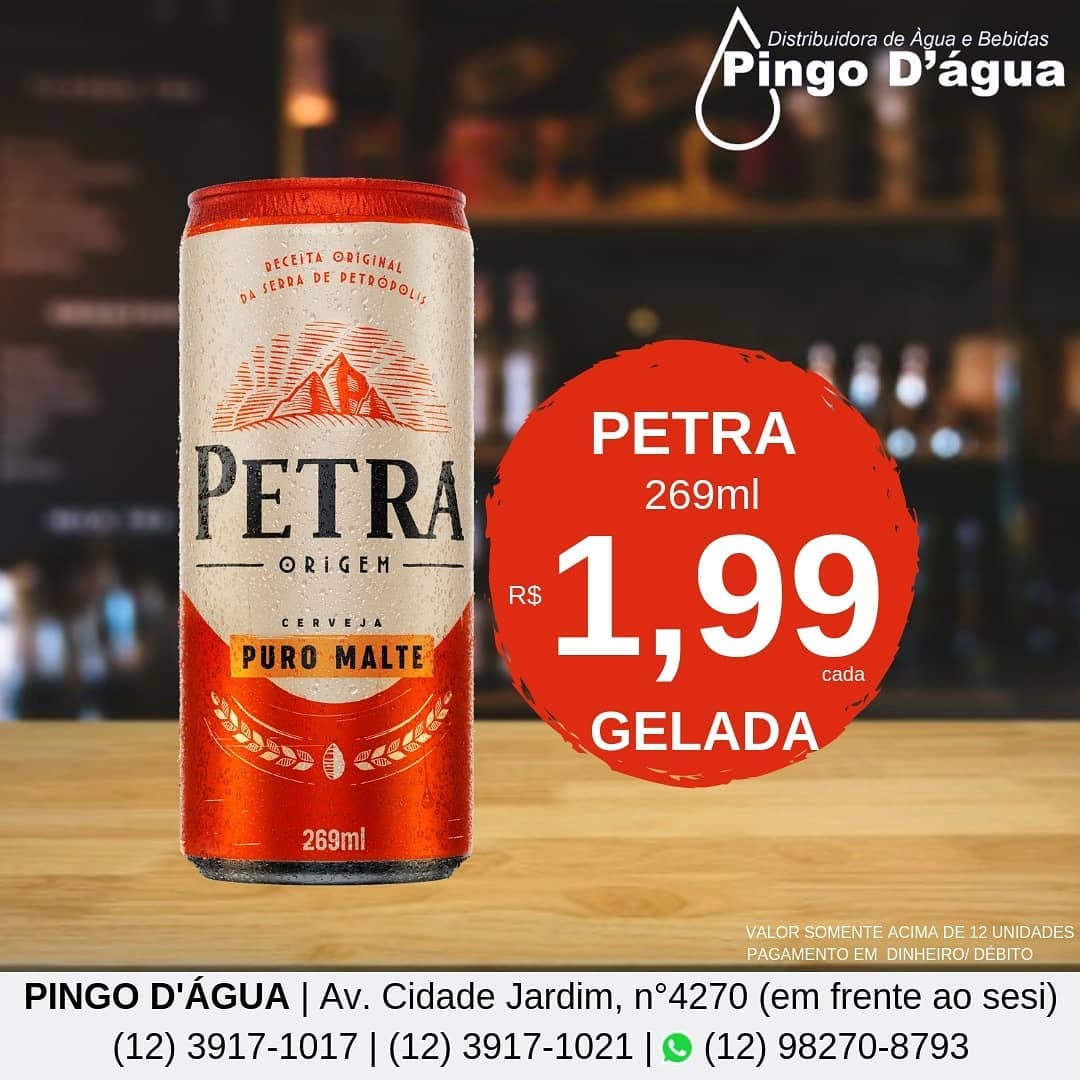 Distribuidora de Àgua e Bebidas
Pingo D'água
RECEITA ORIGINAL
DA SERRA DE PETRÓPOLIS
PETRA
ORIGEM
CERVEJA
PURO MALTE
269ml
PETRA
269ml
R$ 1,99
cada
GELADA
VALOR SOMENTE ACIMA DE 12 UNIDADES
PAGAMENTO EM DINHEIRO/ DÉBITO
PINGO D'ÁGUA | Av. Cidade Jardim, n°4270 (em frente ao sesi)
(12) 3917-1017 | (12) 3917-1021 | (12) 98270-8793